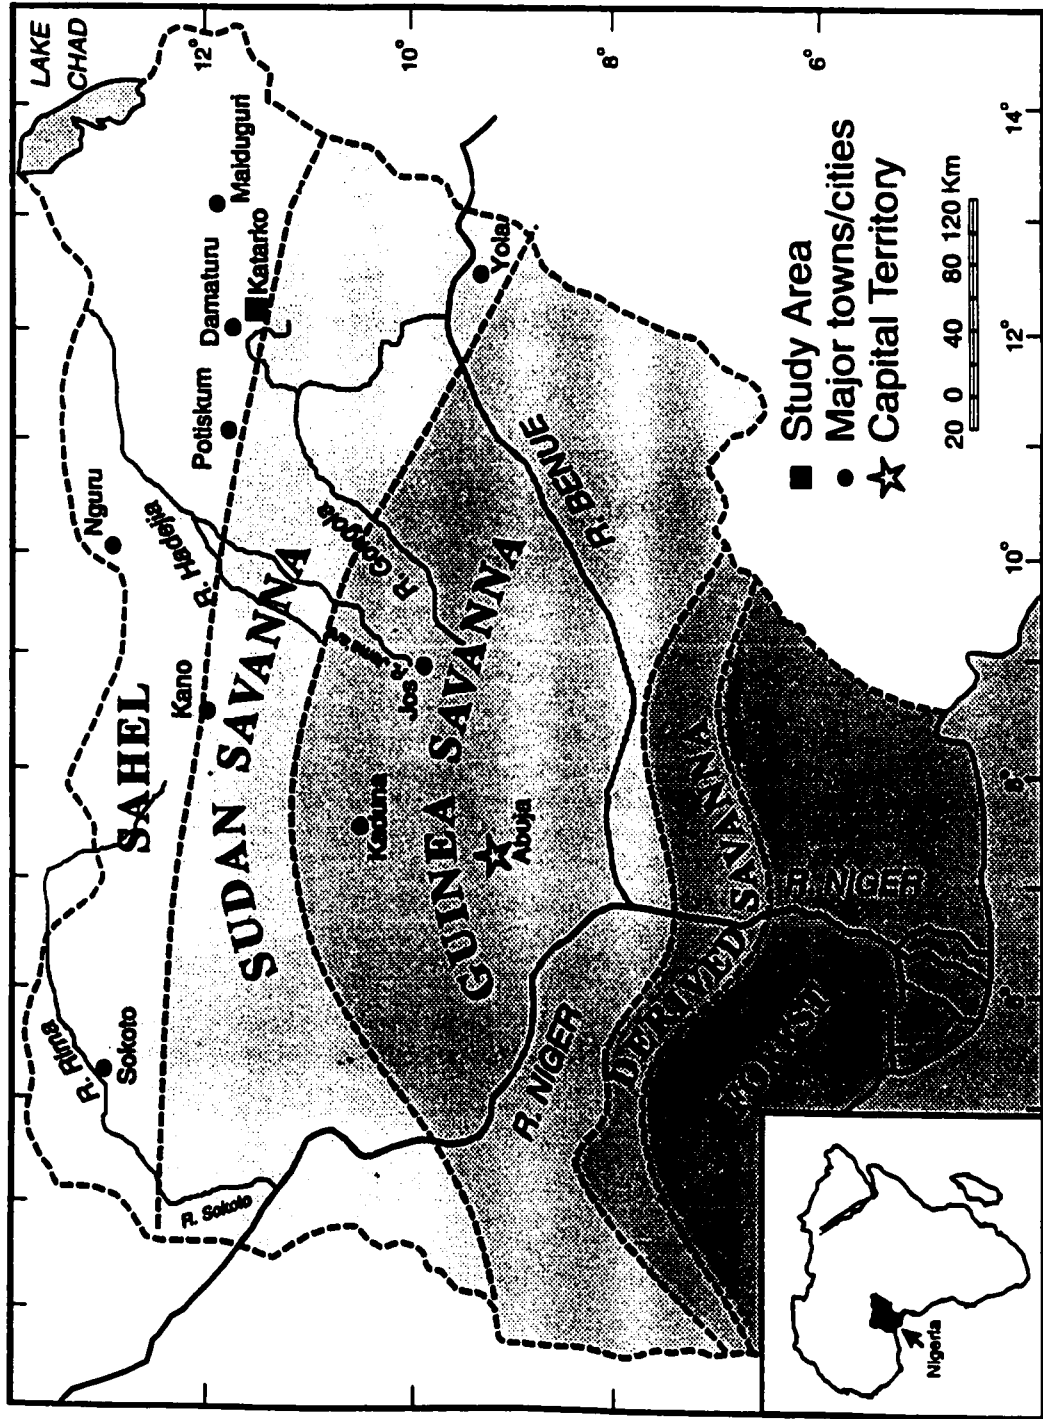 LAKE
CHAD
12°
10°
8°
6°
14°
12°
10°
8°
6°
SAHEL
SUDAN SAVANNA
GUINEA SAVANNA
DERIVED SAVANNA
FOREST
Nguru
Maiduguri
Damaturu
Katarko
Potiskum
Kano
Sokoto
Kaduna
Jos
Abuja
Yola
R. Rima
R. Sokoto
R. Hadejia
R. Gongola
R. BENUE
R. NIGER
R. NIGER
Study Area
Major towns/cities
Capital Territory
20 0 40 80 120 Km
Nigeria